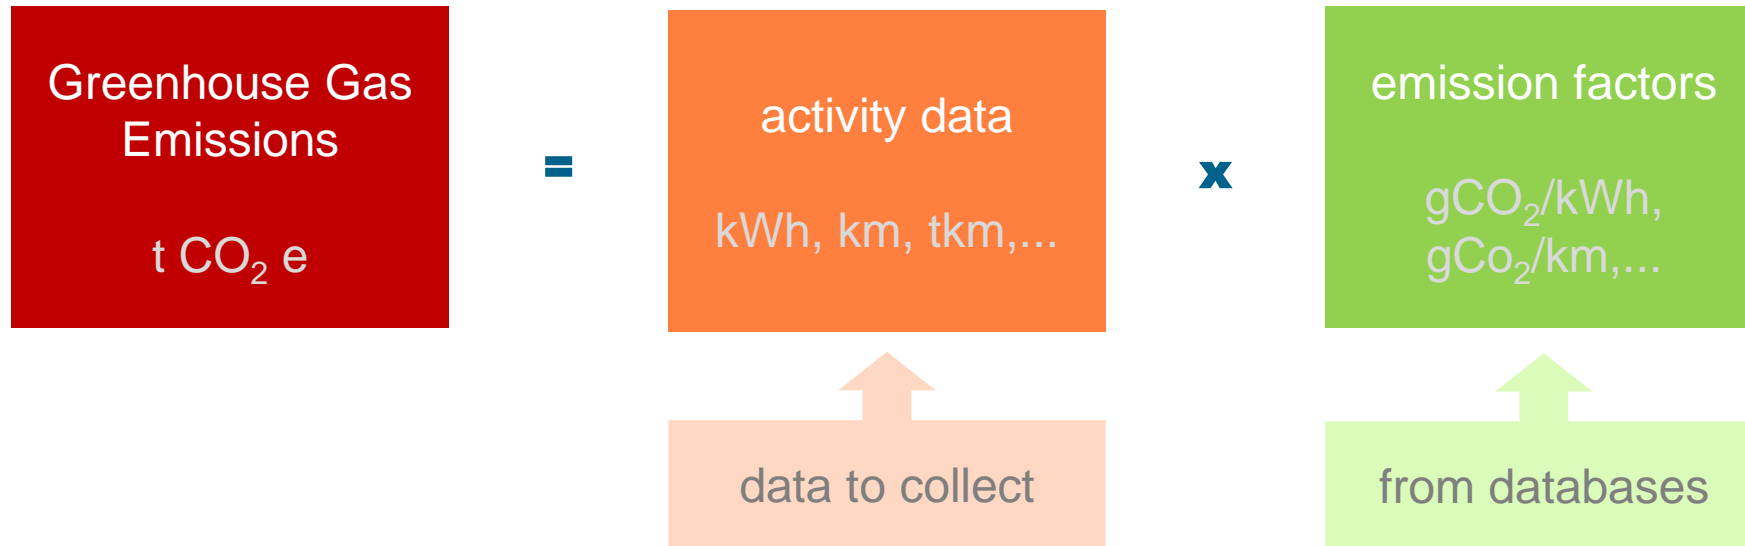 Greenhouse Gas
Emissions
t CO₂ e
=
activity data
kWh, km, tkm,...
x
emission factors
gCO₂/kWh,
gCo₂/km,...
data to collect
from databases